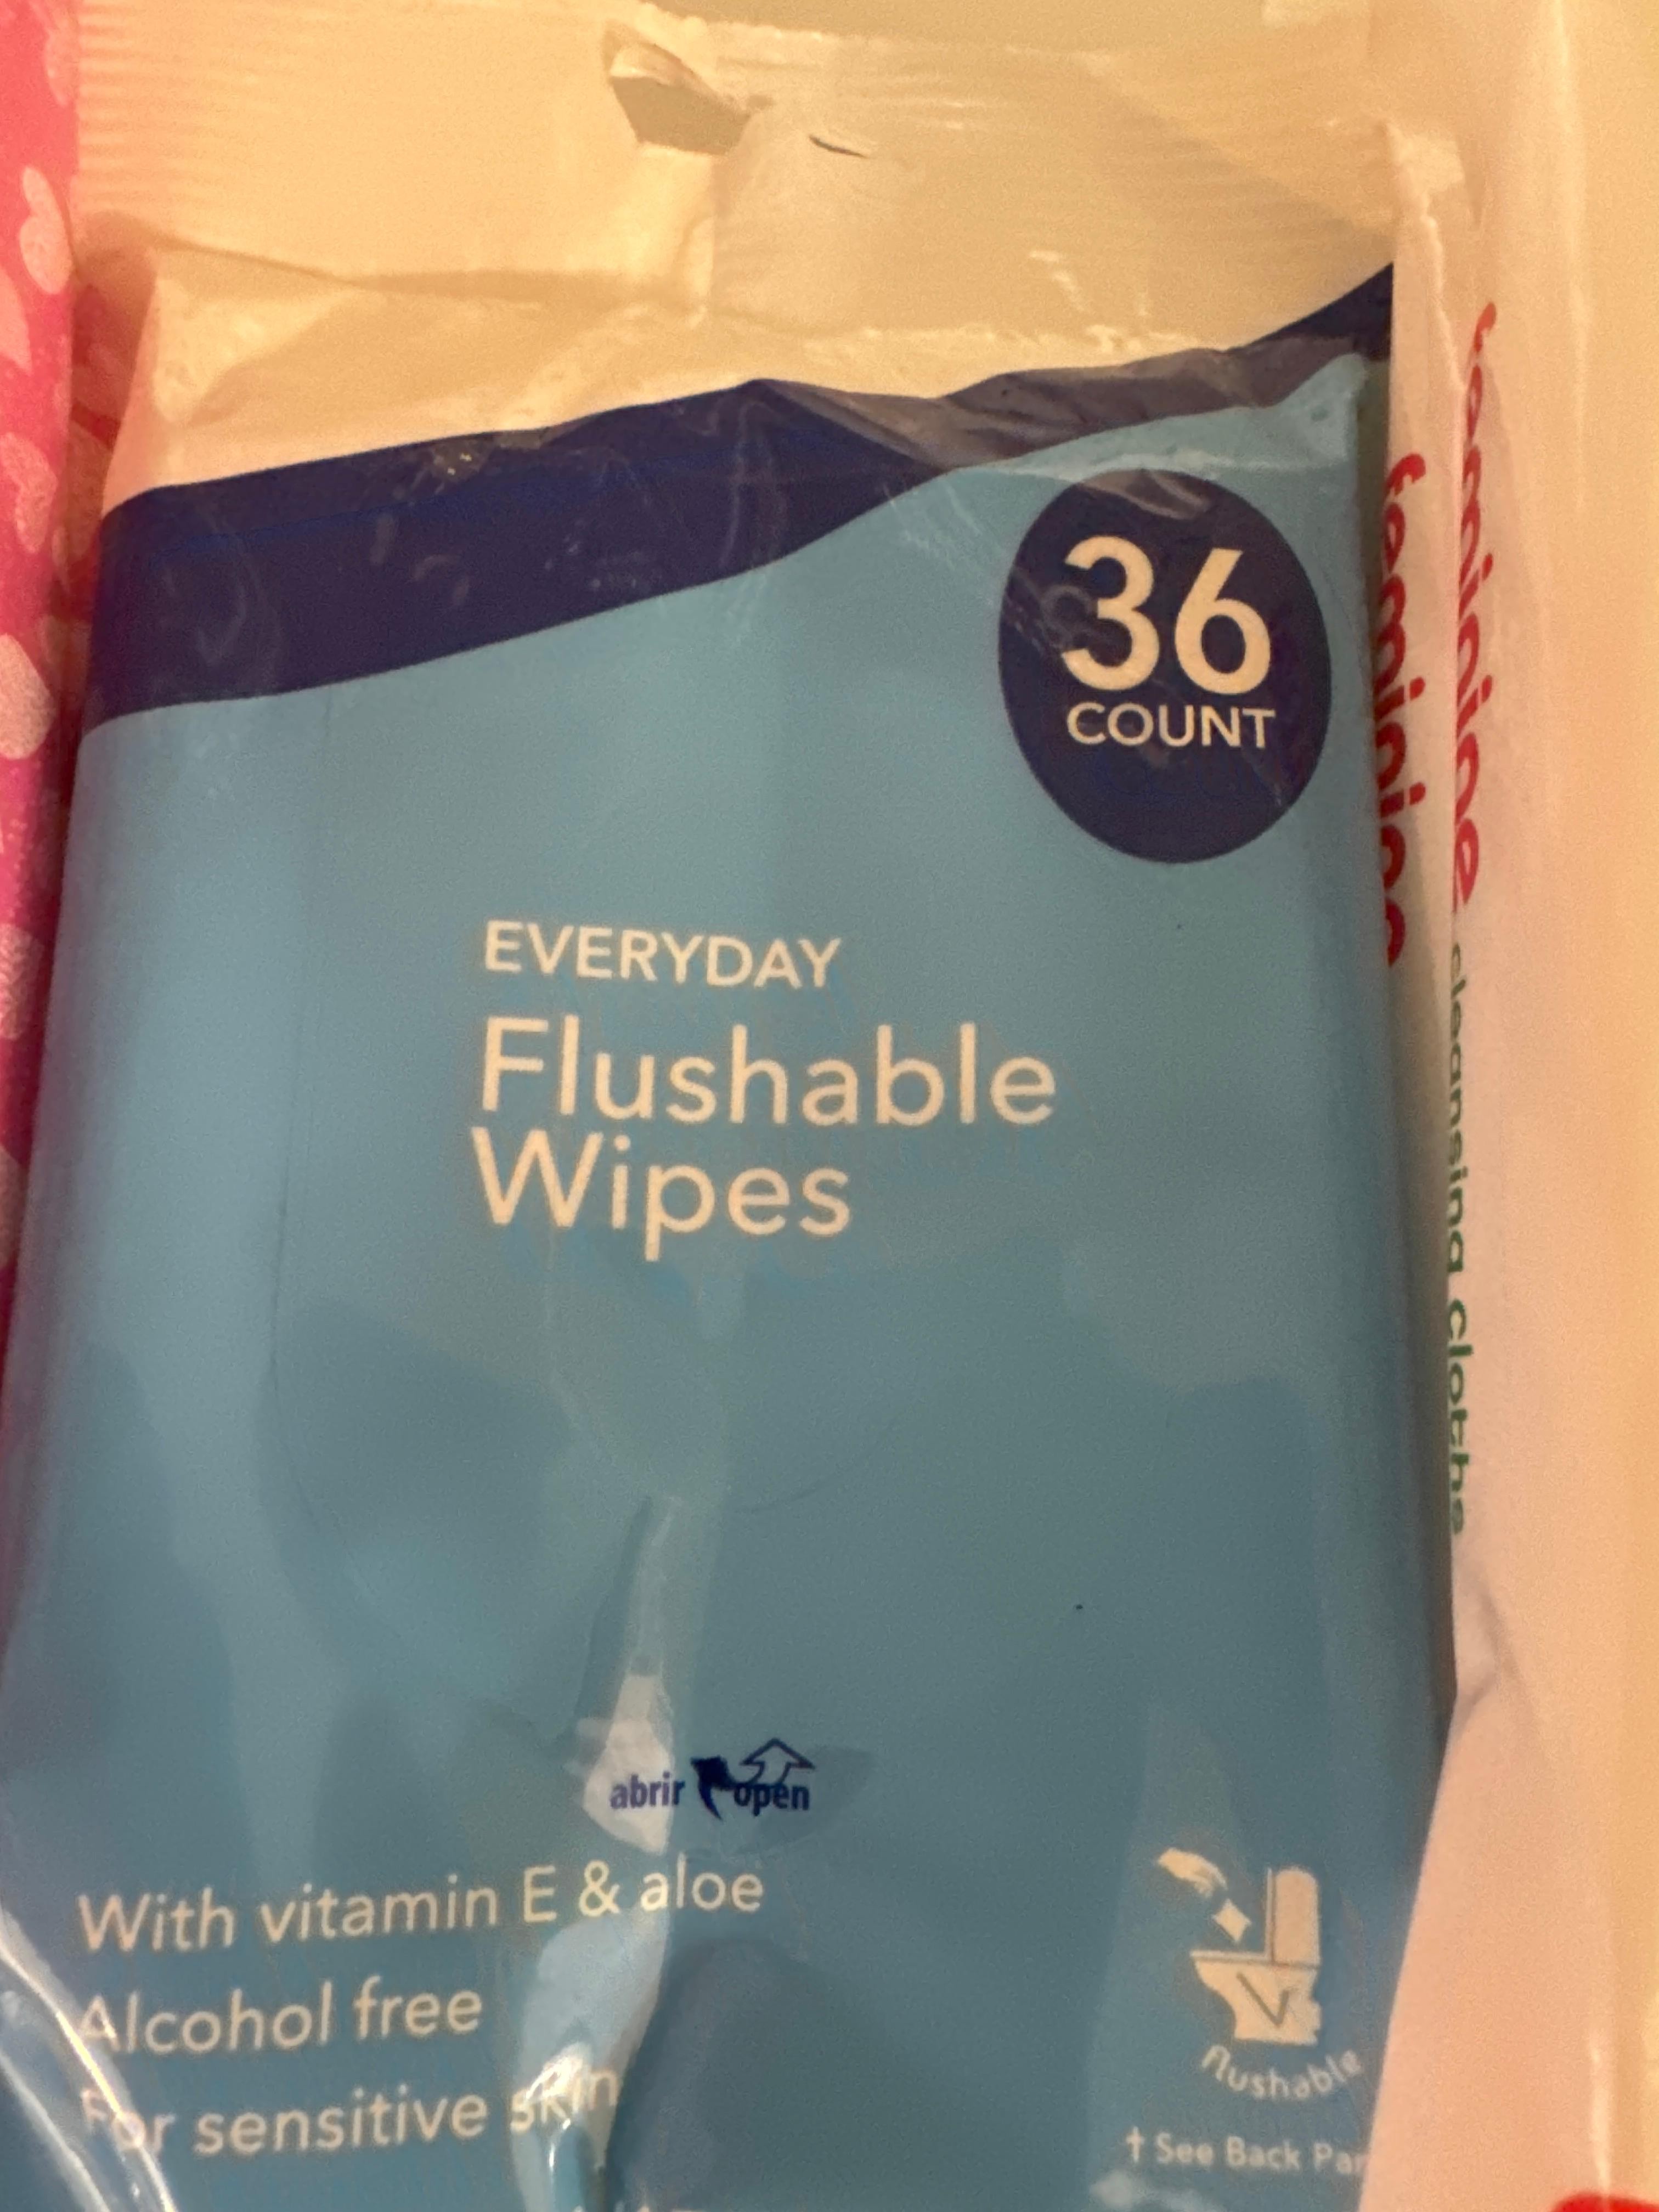 36
COUNT
EVERYDAY
Flushable
Wipes
abrir open
With vitamin E & aloe
Alcohol free
For sensitive skin
flushable
† See Back
feminine
feminine cleansing cloths